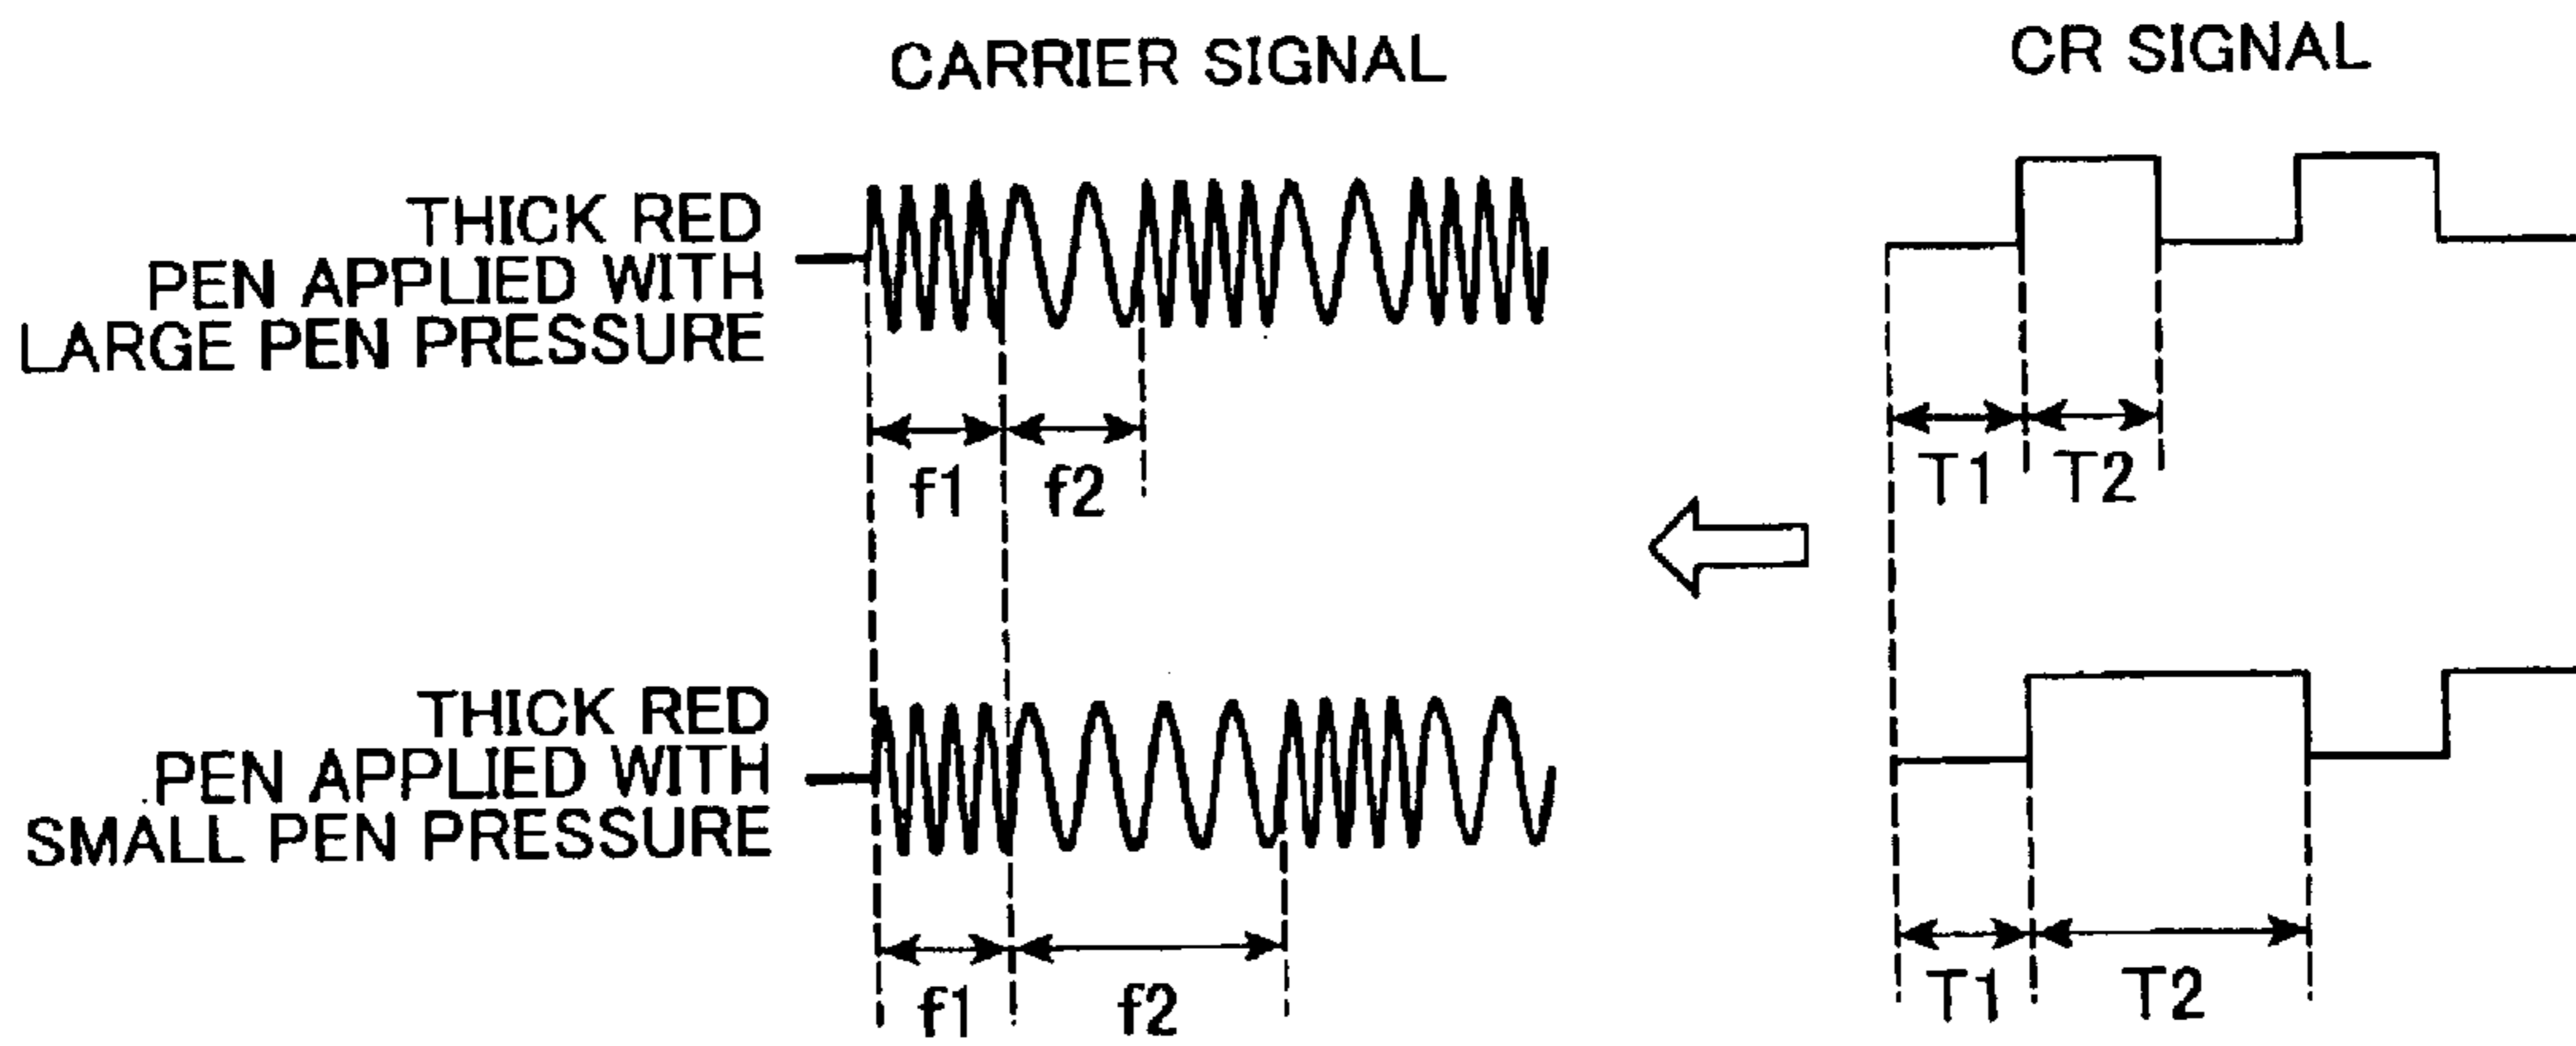 CARRIER SIGNAL
CR SIGNAL
THICK RED
PEN APPLIED WITH
LARGE PEN PRESSURE
f1
f2
T1
T2
THICK RED
PEN APPLIED WITH
SMALL PEN PRESSURE
f1
f2
T1
T2